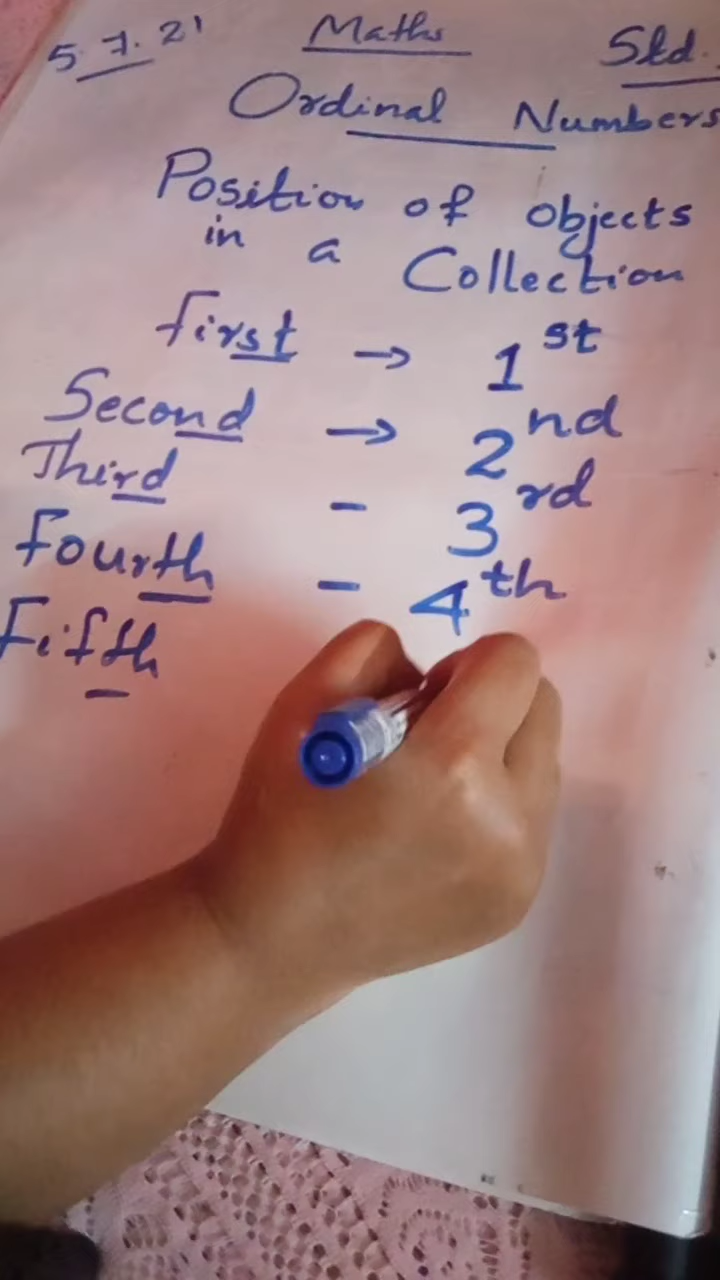 5.7.21 Maths Std.
Ordinal Numbers
Position of objects
in a Collection
first → 1st
Second → 2nd
Third - 3rd
fourth - 4th
Fifth